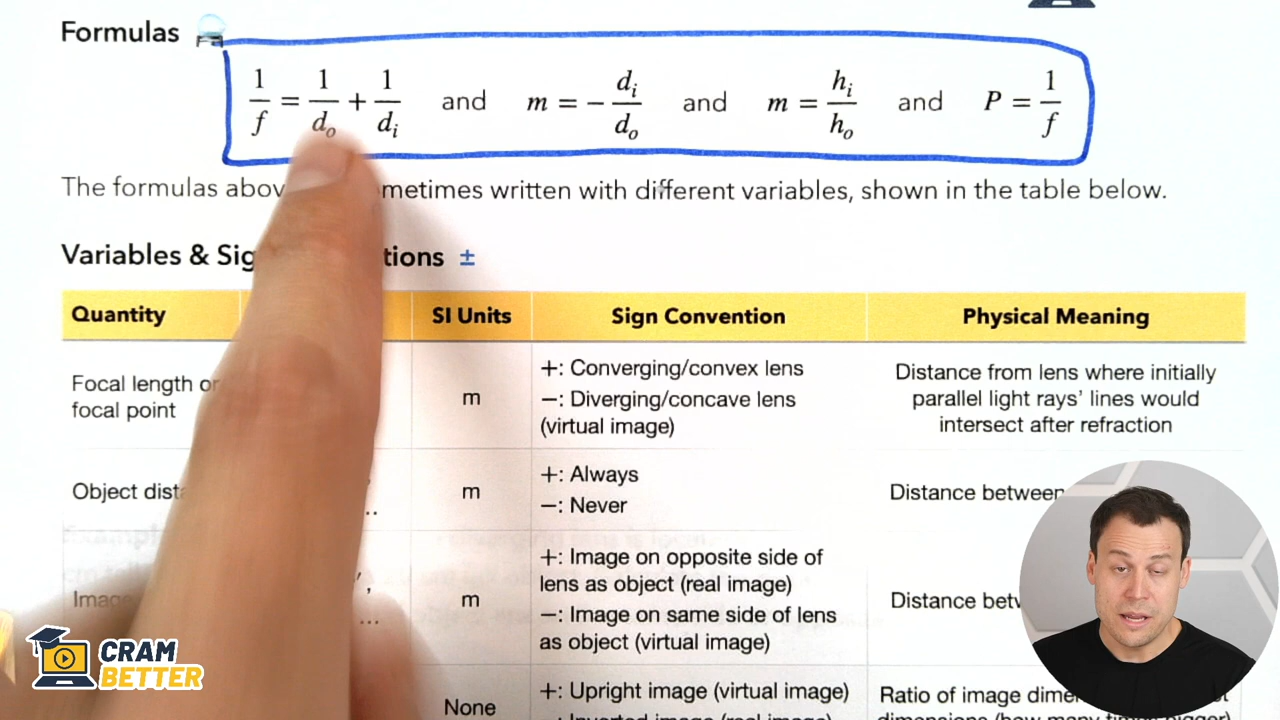 Formulas
1/f = 1/d_o + 1/d_i and m = − d_i/d_o and m = h_i/h_o and P = 1/f
The formulas metimes written with different variables, shown in the table below.
Variables & tions ±
Quantity SI Units Sign Convention Physical Meaning
Focal length or
focal point
m
+: Converging/convex lens
−: Diverging/concave lens
(virtual image)
Distance from lens where initially
parallel light rays' lines would
intersect after refraction
Object
m
+: Always
−: Never
Distance between
m
+: Image on opposite side of
lens as object (real image)
−: Image on same side of lens
as object (virtual image)
Distance
None
+: Upright image (virtual image)
Ratio of image
CRAM
BETTER